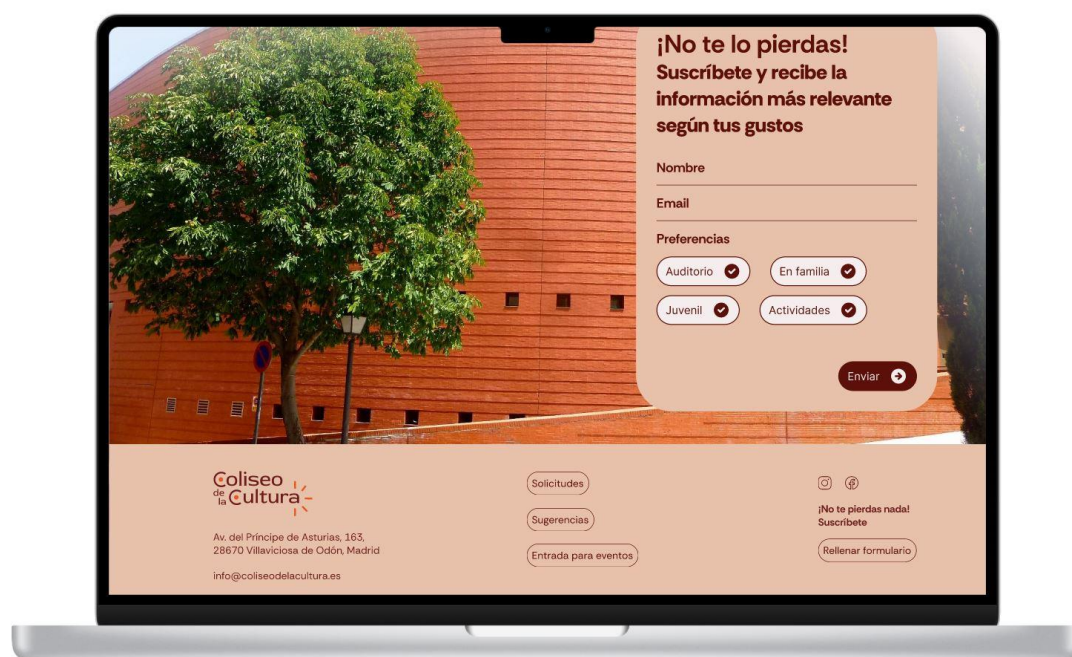 ¡No te lo pierdas!
Suscríbete y recibe la
información más relevante
según tus gustos
Nombre
Email
Preferencias
Auditorio
En familia
Juvenil
Actividades
Enviar
Coliseo
de la Cultura
Av. del Príncipe de Asturias, 163,
28670 Villaviciosa de Odón, Madrid
info@coliseodelacultura.es
Solicitudes
Sugerencias
Entrada para eventos
¡No te pierdas nada!
Suscríbete
Rellenar formulario